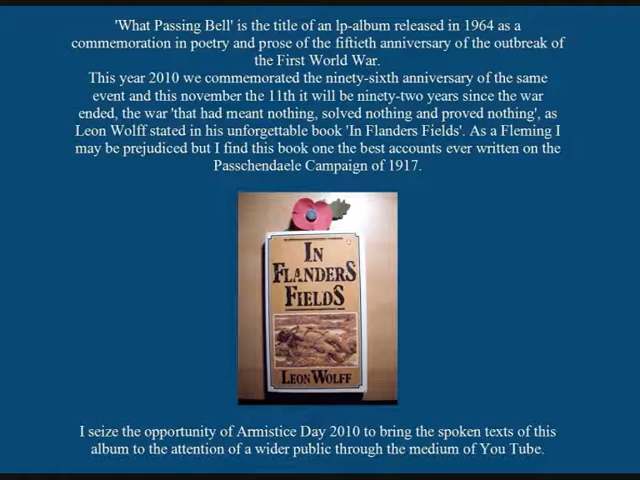 'What Passing Bell' is the title of an lp-album released in 1964 as a
commemoration in poetry and prose of the fiftieth anniversary of the outbreak of
the First World War.
This year 2010 we commemorated the ninety-sixth anniversary of the same
event and this november the 11th it will be ninety-two years since the war
ended, the war 'that had meant nothing, solved nothing and proved nothing', as
Leon Wolff stated in his unforgettable book 'In Flanders Fields'. As a Fleming I
may be prejudiced but I find this book one the best accounts ever written on the
Passchendaele Campaign of 1917.
IN
FLANDERS
FIELDS
LEON WOLFF
I seize the opportunity of Armistice Day 2010 to bring the spoken texts of this
album to the attention of a wider public through the medium of You Tube.